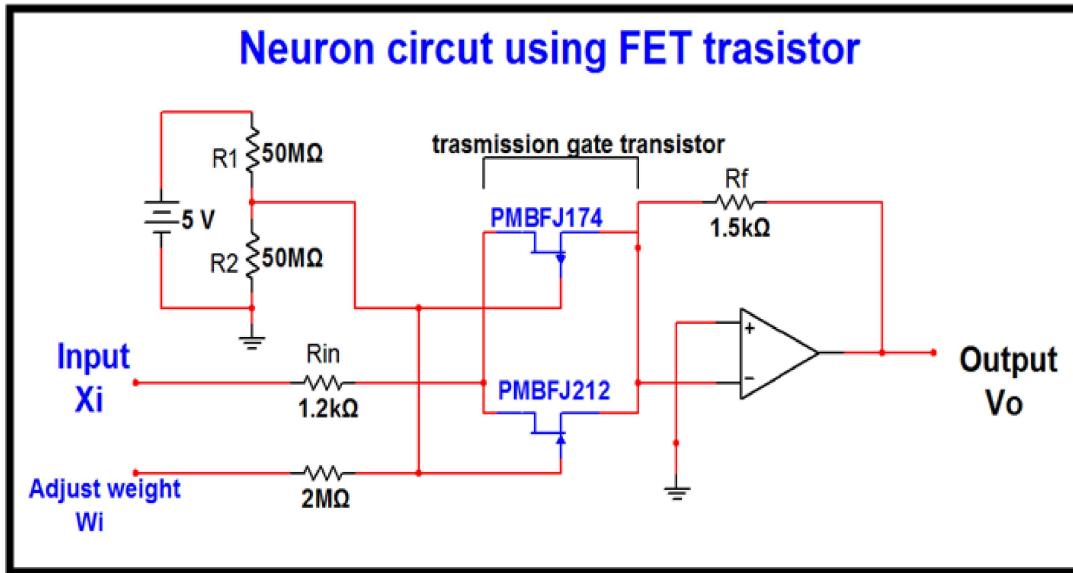 Neuron circut using FET trasistor
trasmission gate transistor
R1
50MΩ
5 V
R2
50MΩ
PMBFJ174
Rf
1.5kΩ
Input
Xi
Rin
1.2kΩ
PMBFJ212
+
−
Output
Vo
Adjust weight
Wi
2MΩ